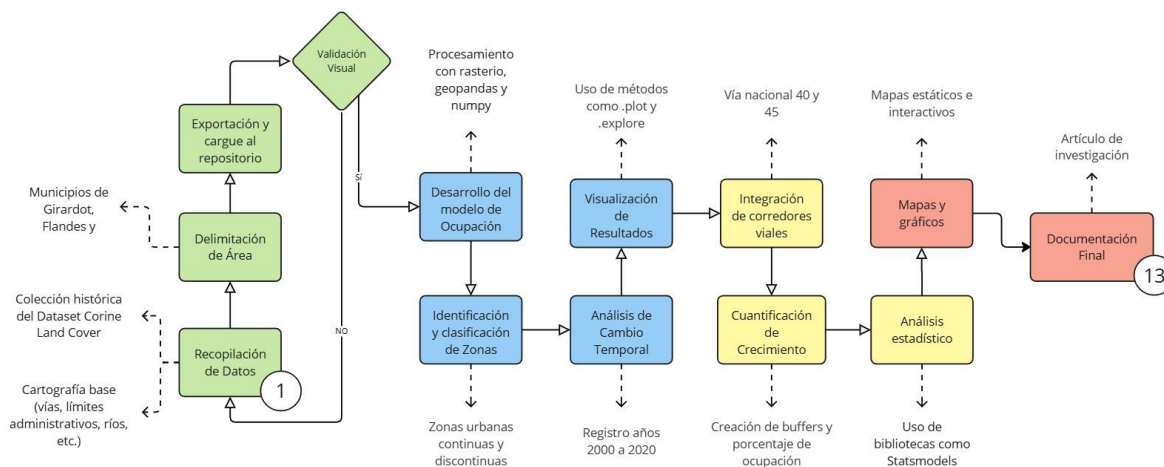 Validación
Visual
Exportación y
cargue al
repositorio
Municipios de
Girardot,
Flandes y
Delimitación
de Área
Colección histórica
del Dataset Corine
Land Cover
Recopilación
de Datos
1
Cartografía base
(vías, límites
administrativos, ríos,
etc.)
NO
SÍ
Procesamiento
con rasterio,
geopandas y
numpy
Desarrollo del
modelo de
Ocupación
Identificación
y clasificación
de Zonas
Zonas urbanas
continuas y
discontinuas
Uso de métodos
como .plot y
.explore
Visualización
de
Resultados
Análisis de
Cambio
Temporal
Registro años
2000 a 2020
Vía nacional 40 y
45
Integración
de corredores
viales
Cuantificación
de
Crecimiento
Creación de buffers y
porcentaje de
ocupación
Mapas estáticos e
interactivos
Mapas y
gráficos
Análisis
estadístico
Uso de
bibliotecas como
Statsmodels
Artículo de
investigación
Documentación
Final
13